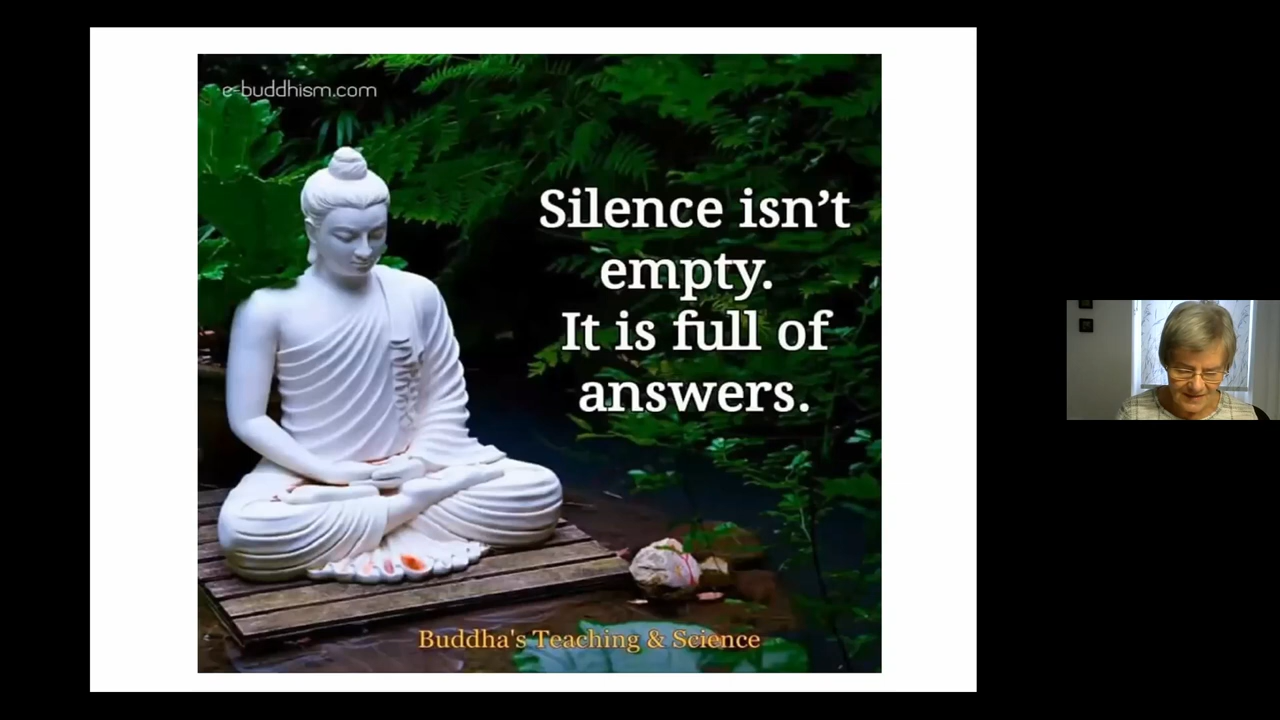 e-buddhism.com
Silence isn’t
empty.
It is full of
answers.
Buddha's Teaching & Science